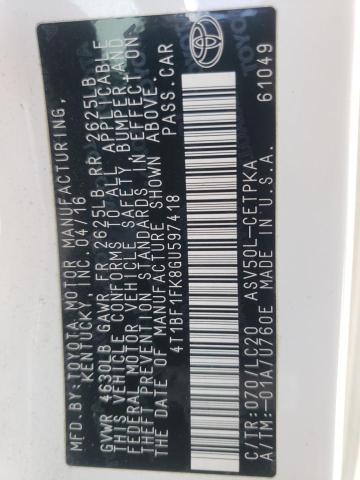 MFD.BY:TOYOTA MOTOR MANUFACTURING,
KENTUCKY, INC.04/16
GVWR 4630LB GAWR FR 2625LB RR 2625LB
THIS VEHICLE CONFORMS TO ALL APPLICABLE
FEDERAL MOTOR VEHICLE SAFETY, BUMPER, AND
THEFT PREVENTION STANDARDS IN EFFECT ON
THE DATE OF MANUFACTURE SHOWN ABOVE.
4T1BF1FK8GU597418 PASS.CAR
C/TR:070/LC20 ASV50L-CETPKA
A/TM:-01A/U760E MADE IN U.S.A.
61049
TOYOTA